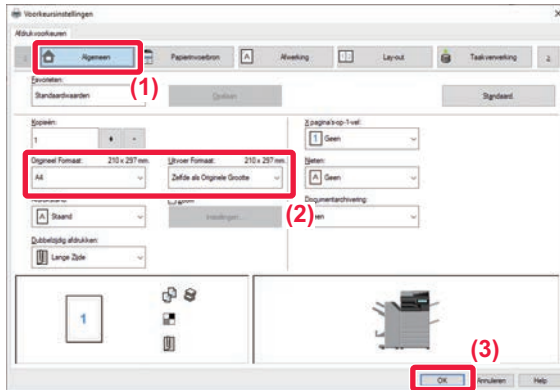 Voorkeursinstellingen
Afdrukvoorkeuren
Algemeen
Papierinvoerbron
Afwerking
Lay-out
Taakverwerking
(1)
Favorieten:
Standaardwaarden
Opslaan
Standaard.
Kopieën:
1
X pagina's-op-1-vel:
Geen
Origineel Formaat:
210 x 297 mm.
Uitvoer Formaat:
210 x 297 mm.
A4
Zelfde als Originele Grootte
Nieten:
Geen
(2)
Documentarchivering:
Staand
Dubbelzijdig afdrukken:
Lange Zijde
1
(3)
OK
Annuleren
Help